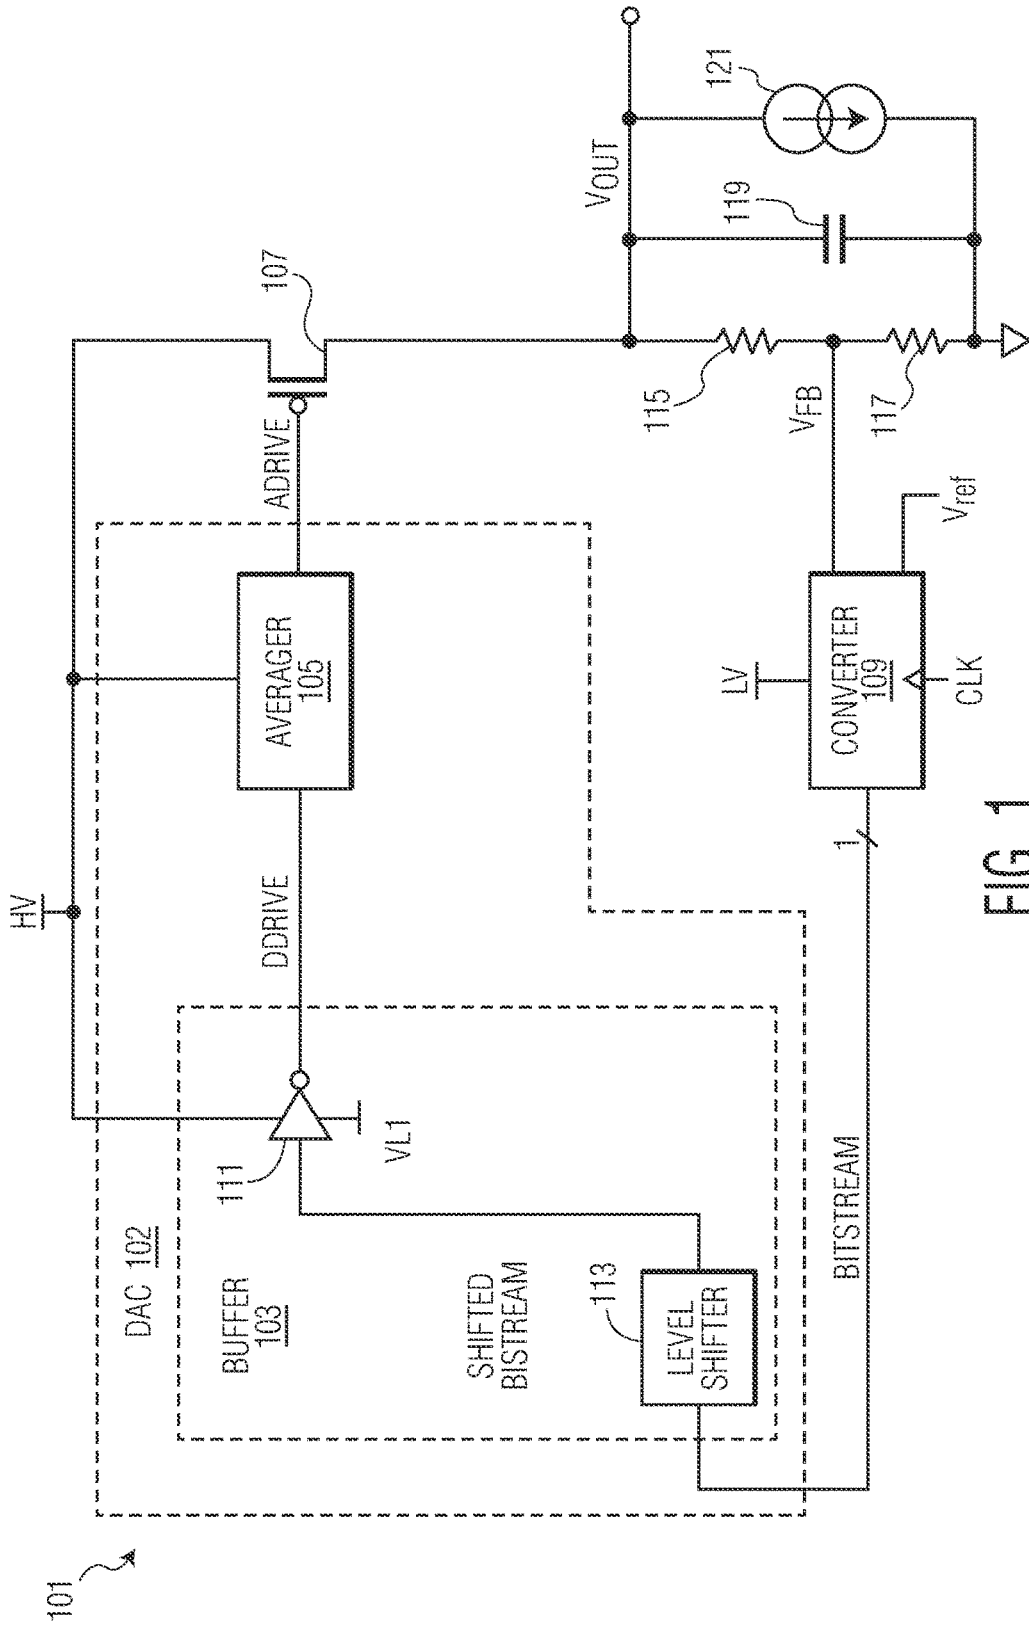 101
HV
DAC 102
BUFFER
103
111
VL1
SHIFTED
BISTREAM
113
LEVEL
SHIFTER
DDRIVE
AVERAGER
105
ADRIVE
107
VOUT
115
119
121
VFB
117
LV
CONVERTER
109
Vref
CLK
1
BITSTREAM
FIG. 1